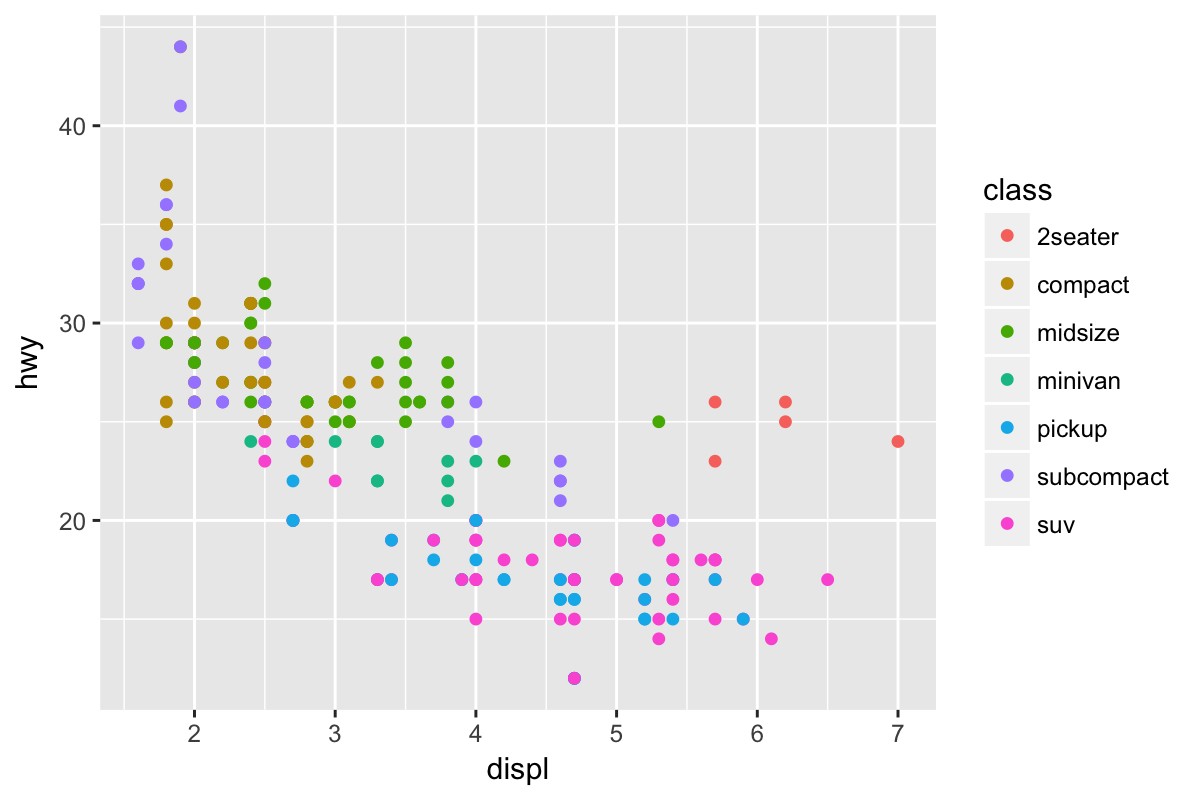 40
30
20
hwy
2 3 4 5 6 7
displ
class
2seater
compact
midsize
minivan
pickup
subcompact
suv